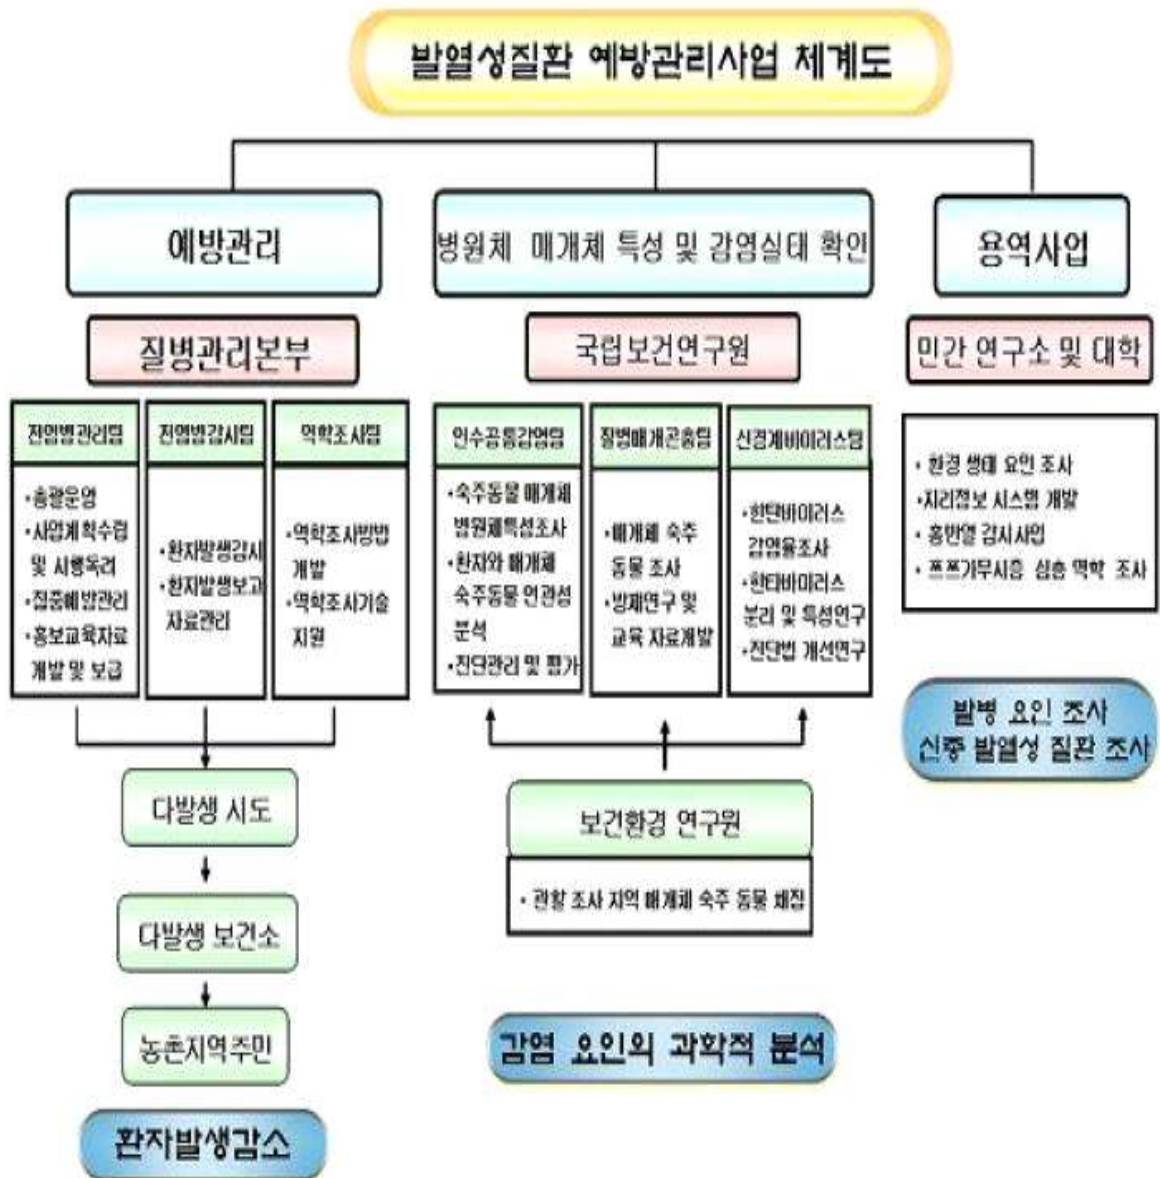 발열성질환 예방관리사업 체계도
예방관리
질병관리본부
전염병관리팀
•총괄운영
•사업계획수립
및 시행독려
•집중예방관리
•홍보교육자료
개발 및 보급
전염병감시팀
•환자발생감시
•환자발생보고
자료관리
역학조사팀
•역학조사방법
개발
•역학조사기술
지원
다발생 시도
다발생 보건소
농촌지역주민
환자발생감소
병원체 매개체 특성 및 감염실태 확인
국립보건연구원
인수공통감염팀
•숙주동물 매개체
병원체특성조사
•환자와 매개체
숙주동물 연관성
분석
•진단관리 및 평가
질병매개곤충팀
•매개체 숙주
동물 조사
•방제연구 및
교육 자료개발
신경계바이러스팀
•한탄바이러스
감염율조사
•한타바이러스
분리 및 특성연구
•진단법 개선연구
보건환경 연구원
• 관할 조사 지역 매개체 숙주 동물 채집
감염 요인의 과학적 분석
용역사업
민간 연구소 및 대학
• 환경 생태 요인 조사
•지리정보 시스템 개발
• 홍반열 감시사업
• 쯔쯔가무시증 심층 역학 조사
발병 요인 조사
신종 발열성 질환 조사